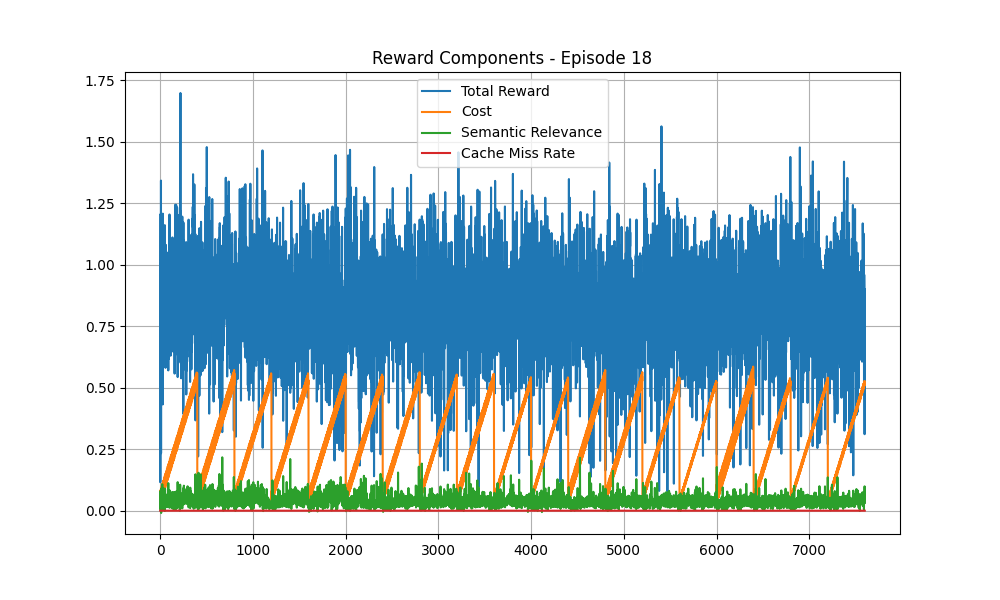 Reward Components - Episode 18
Total Reward
Cost
Semantic Relevance
Cache Miss Rate
1.75
1.50
1.25
1.00
0.75
0.50
0.25
0.00
0 1000 2000 3000 4000 5000 6000 7000